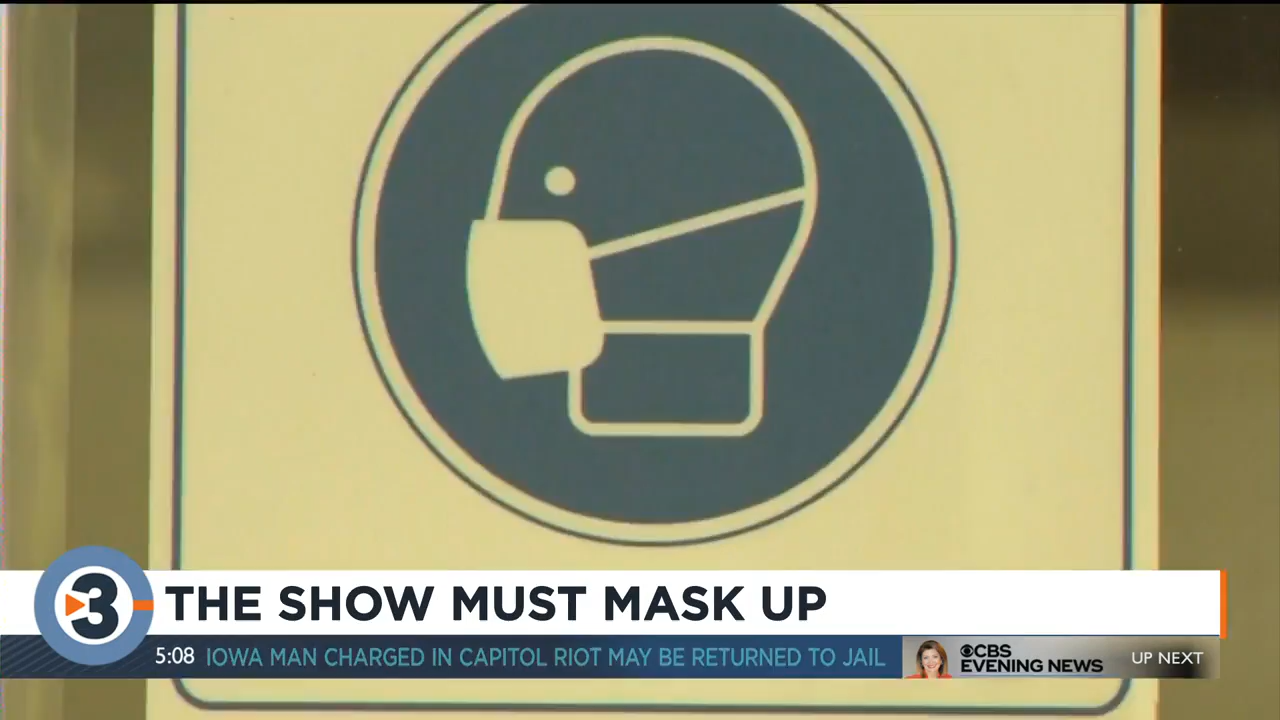 3
THE SHOW MUST MASK UP
5:08 IOWA MAN CHARGED IN CAPITOL RIOT MAY BE RETURNED TO JAIL
CBS
EVENING NEWS
UP NEXT